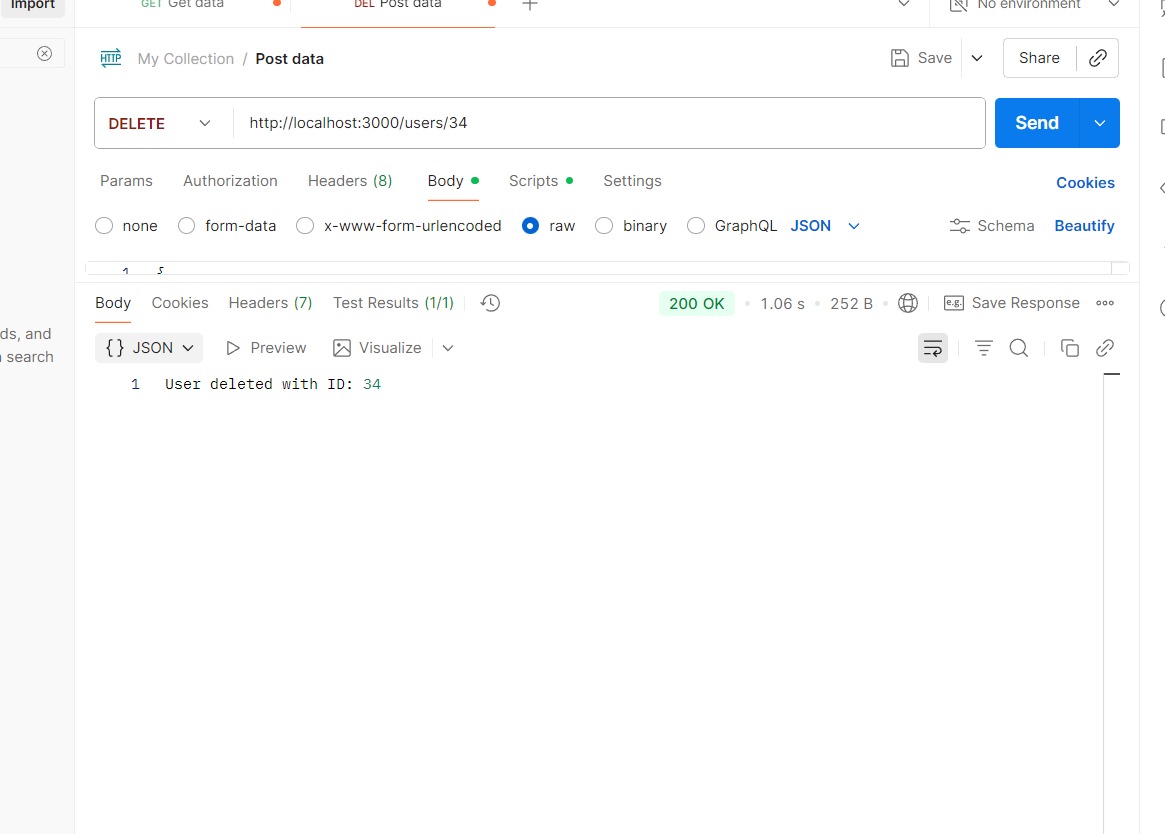 Import
GET Get data
DEL Post data
No environment
HTTP My Collection / Post data
Save
Share
DELETE
http://localhost:3000/users/34
Send
Params Authorization Headers (8) Body Scripts Settings
Cookies
none form-data x-www-form-urlencoded raw binary GraphQL JSON
Schema Beautify
1 {
Body Cookies Headers (7) Test Results (1/1)
200 OK • 1.06 s • 252 B •
e.g. Save Response
{} JSON Preview Visualize
1 User deleted with ID: 34
ds, and
search